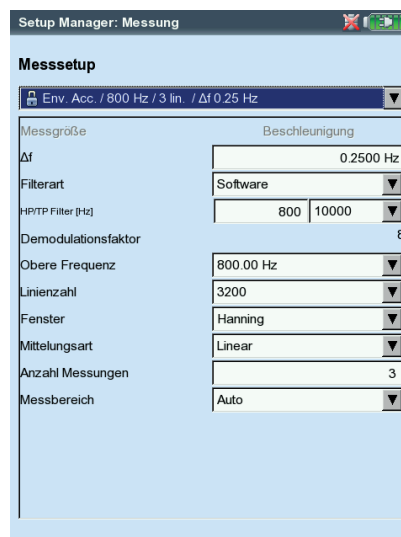 Setup Manager: Messung
Messsetup
Env. Acc. / 800 Hz / 3 lin. / Δf 0.25 Hz
Messgröße Beschleunigung
Δf 0.2500 Hz
Filterart Software
HP/TP Filter [Hz] 800 10000
Demodulationsfaktor 8
Obere Frequenz 800.00 Hz
Linienzahl 3200
Fenster Hanning
Mittelungsart Linear
Anzahl Messungen 3
Messbereich Auto